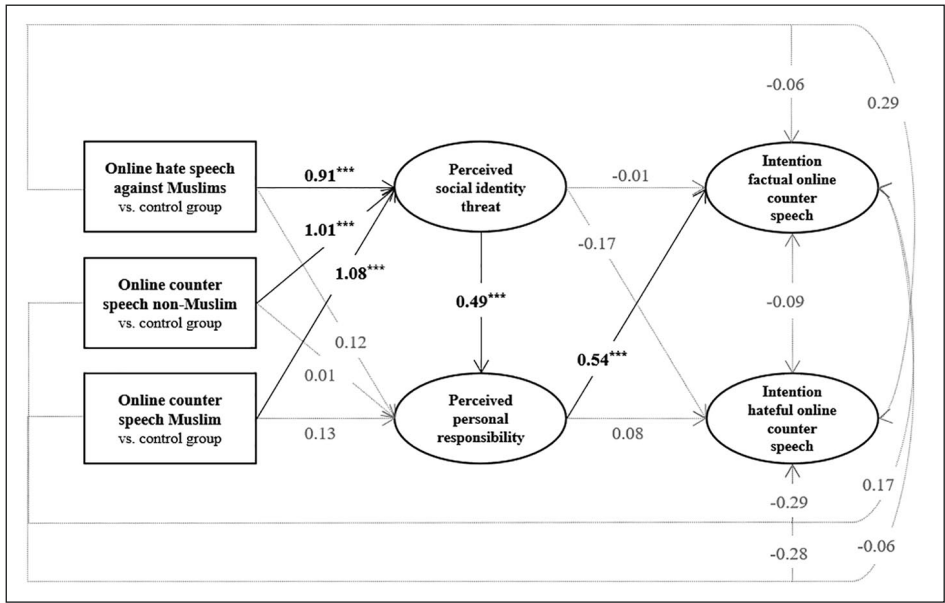 -0.06
0.29
Online hate speech
against Muslims
vs. control group
0.91***
Perceived
social identity
threat
-0.01
Intention
factual online
counter
speech
1.01***
-0.17
1.08***
Online counter
speech non-Muslim
vs. control group
0.49***
-0.09
0.12
0.01
0.54***
Online counter
speech Muslim
vs. control group
0.13
Perceived
personal
responsibility
0.08
Intention
hateful online
counter
speech
0.17
-0.29
-0.28
-0.06